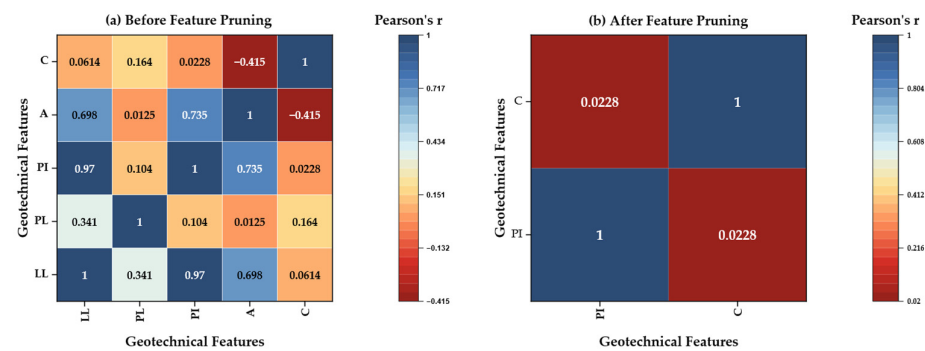 (a) Before Feature Pruning
Pearson's r
Geotechnical Features
C 0.0614 0.164 0.0228 −0.415 1
A 0.698 0.0125 0.735 1 −0.415
PI 0.97 0.104 1 0.735 0.0228
PL 0.341 1 0.104 0.0125 0.164
LL 1 0.341 0.97 0.698 0.0614
LL PL PI A C
Geotechnical Features
1
0.717
0.434
0.151
−0.132
−0.415
(b) After Feature Pruning
Pearson's r
Geotechnical Features
C 0.0228 1
PI 1 0.0228
PI C
Geotechnical Features
1
0.804
0.608
0.412
0.216
0.02